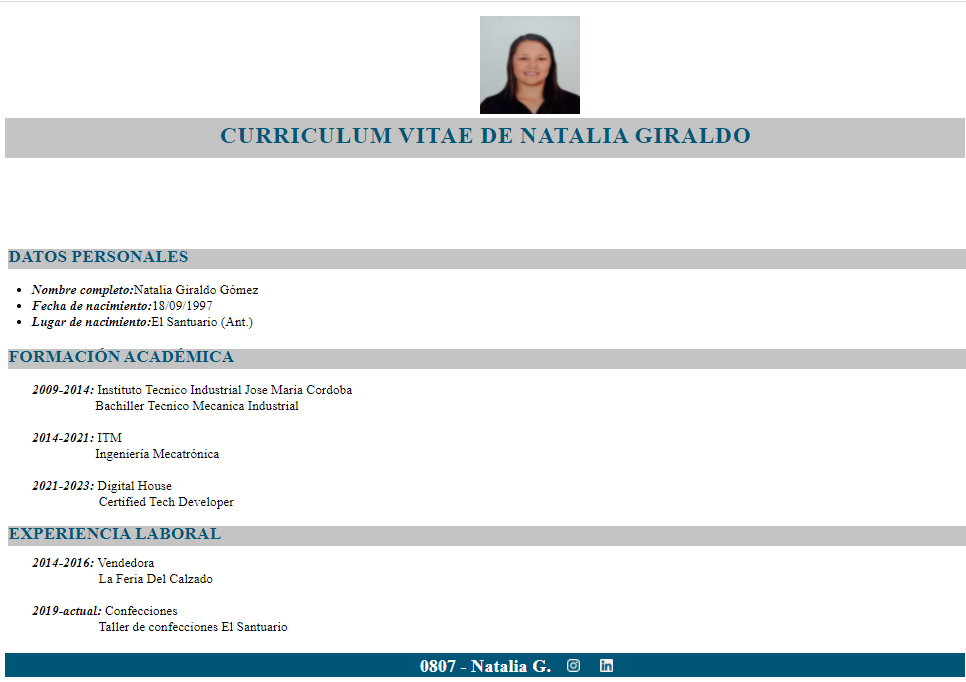 CURRICULUM VITAE DE NATALIA GIRALDO
DATOS PERSONALES
Nombre completo:Natalia Giraldo Gómez
Fecha de nacimiento:18/09/1997
Lugar de nacimiento:El Santuario (Ant.)
FORMACIÓN ACADÉMICA
2009-2014: Instituto Tecnico Industrial Jose Maria Cordoba
Bachiller Tecnico Mecanica Industrial
2014-2021: ITM
Ingeniería Mecatrónica
2021-2023: Digital House
Certified Tech Developer
EXPERIENCIA LABORAL
2014-2016: Vendedora
La Feria Del Calzado
2019-actual: Confecciones
Taller de confecciones El Santuario
0807 - Natalia G.